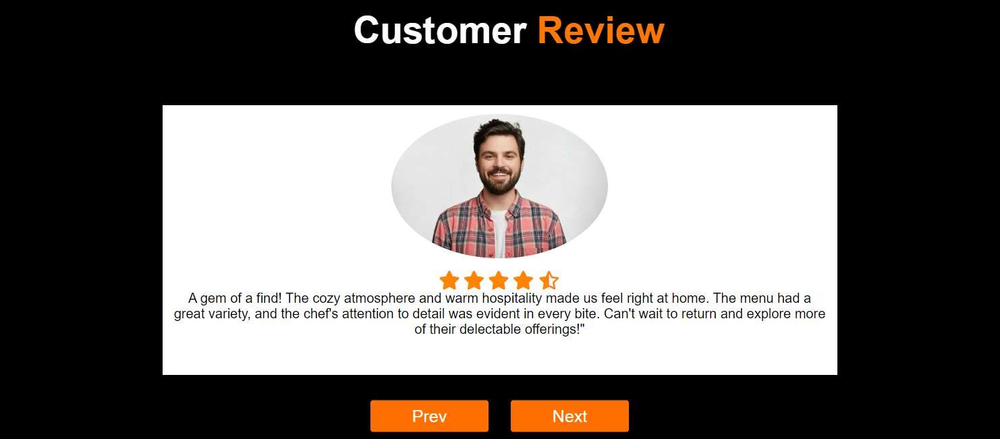 Customer Review
A gem of a find! The cozy atmosphere and warm hospitality made us feel right at home. The menu had a
great variety, and the chef's attention to detail was evident in every bite. Can't wait to return and explore more
of their delectable offerings!"
Prev Next